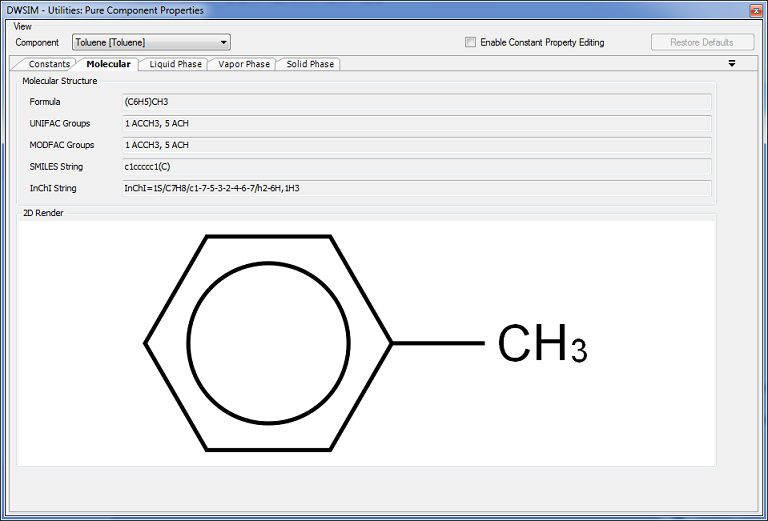 DWSIM - Utilities: Pure Component Properties
View
Component Toluene [Toluene] Enable Constant Property Editing Restore Defaults
Constants Molecular Liquid Phase Vapor Phase Solid Phase
Molecular Structure
Formula (C6H5)CH3
UNIFAC Groups 1 ACCH3, 5 ACH
MODFAC Groups 1 ACCH3, 5 ACH
SMILES String c1ccccc1(C)
InChI String InChI=1S/C7H8/c1-7-5-3-2-4-6-7/h2-6H,1H3
2D Render
CH3